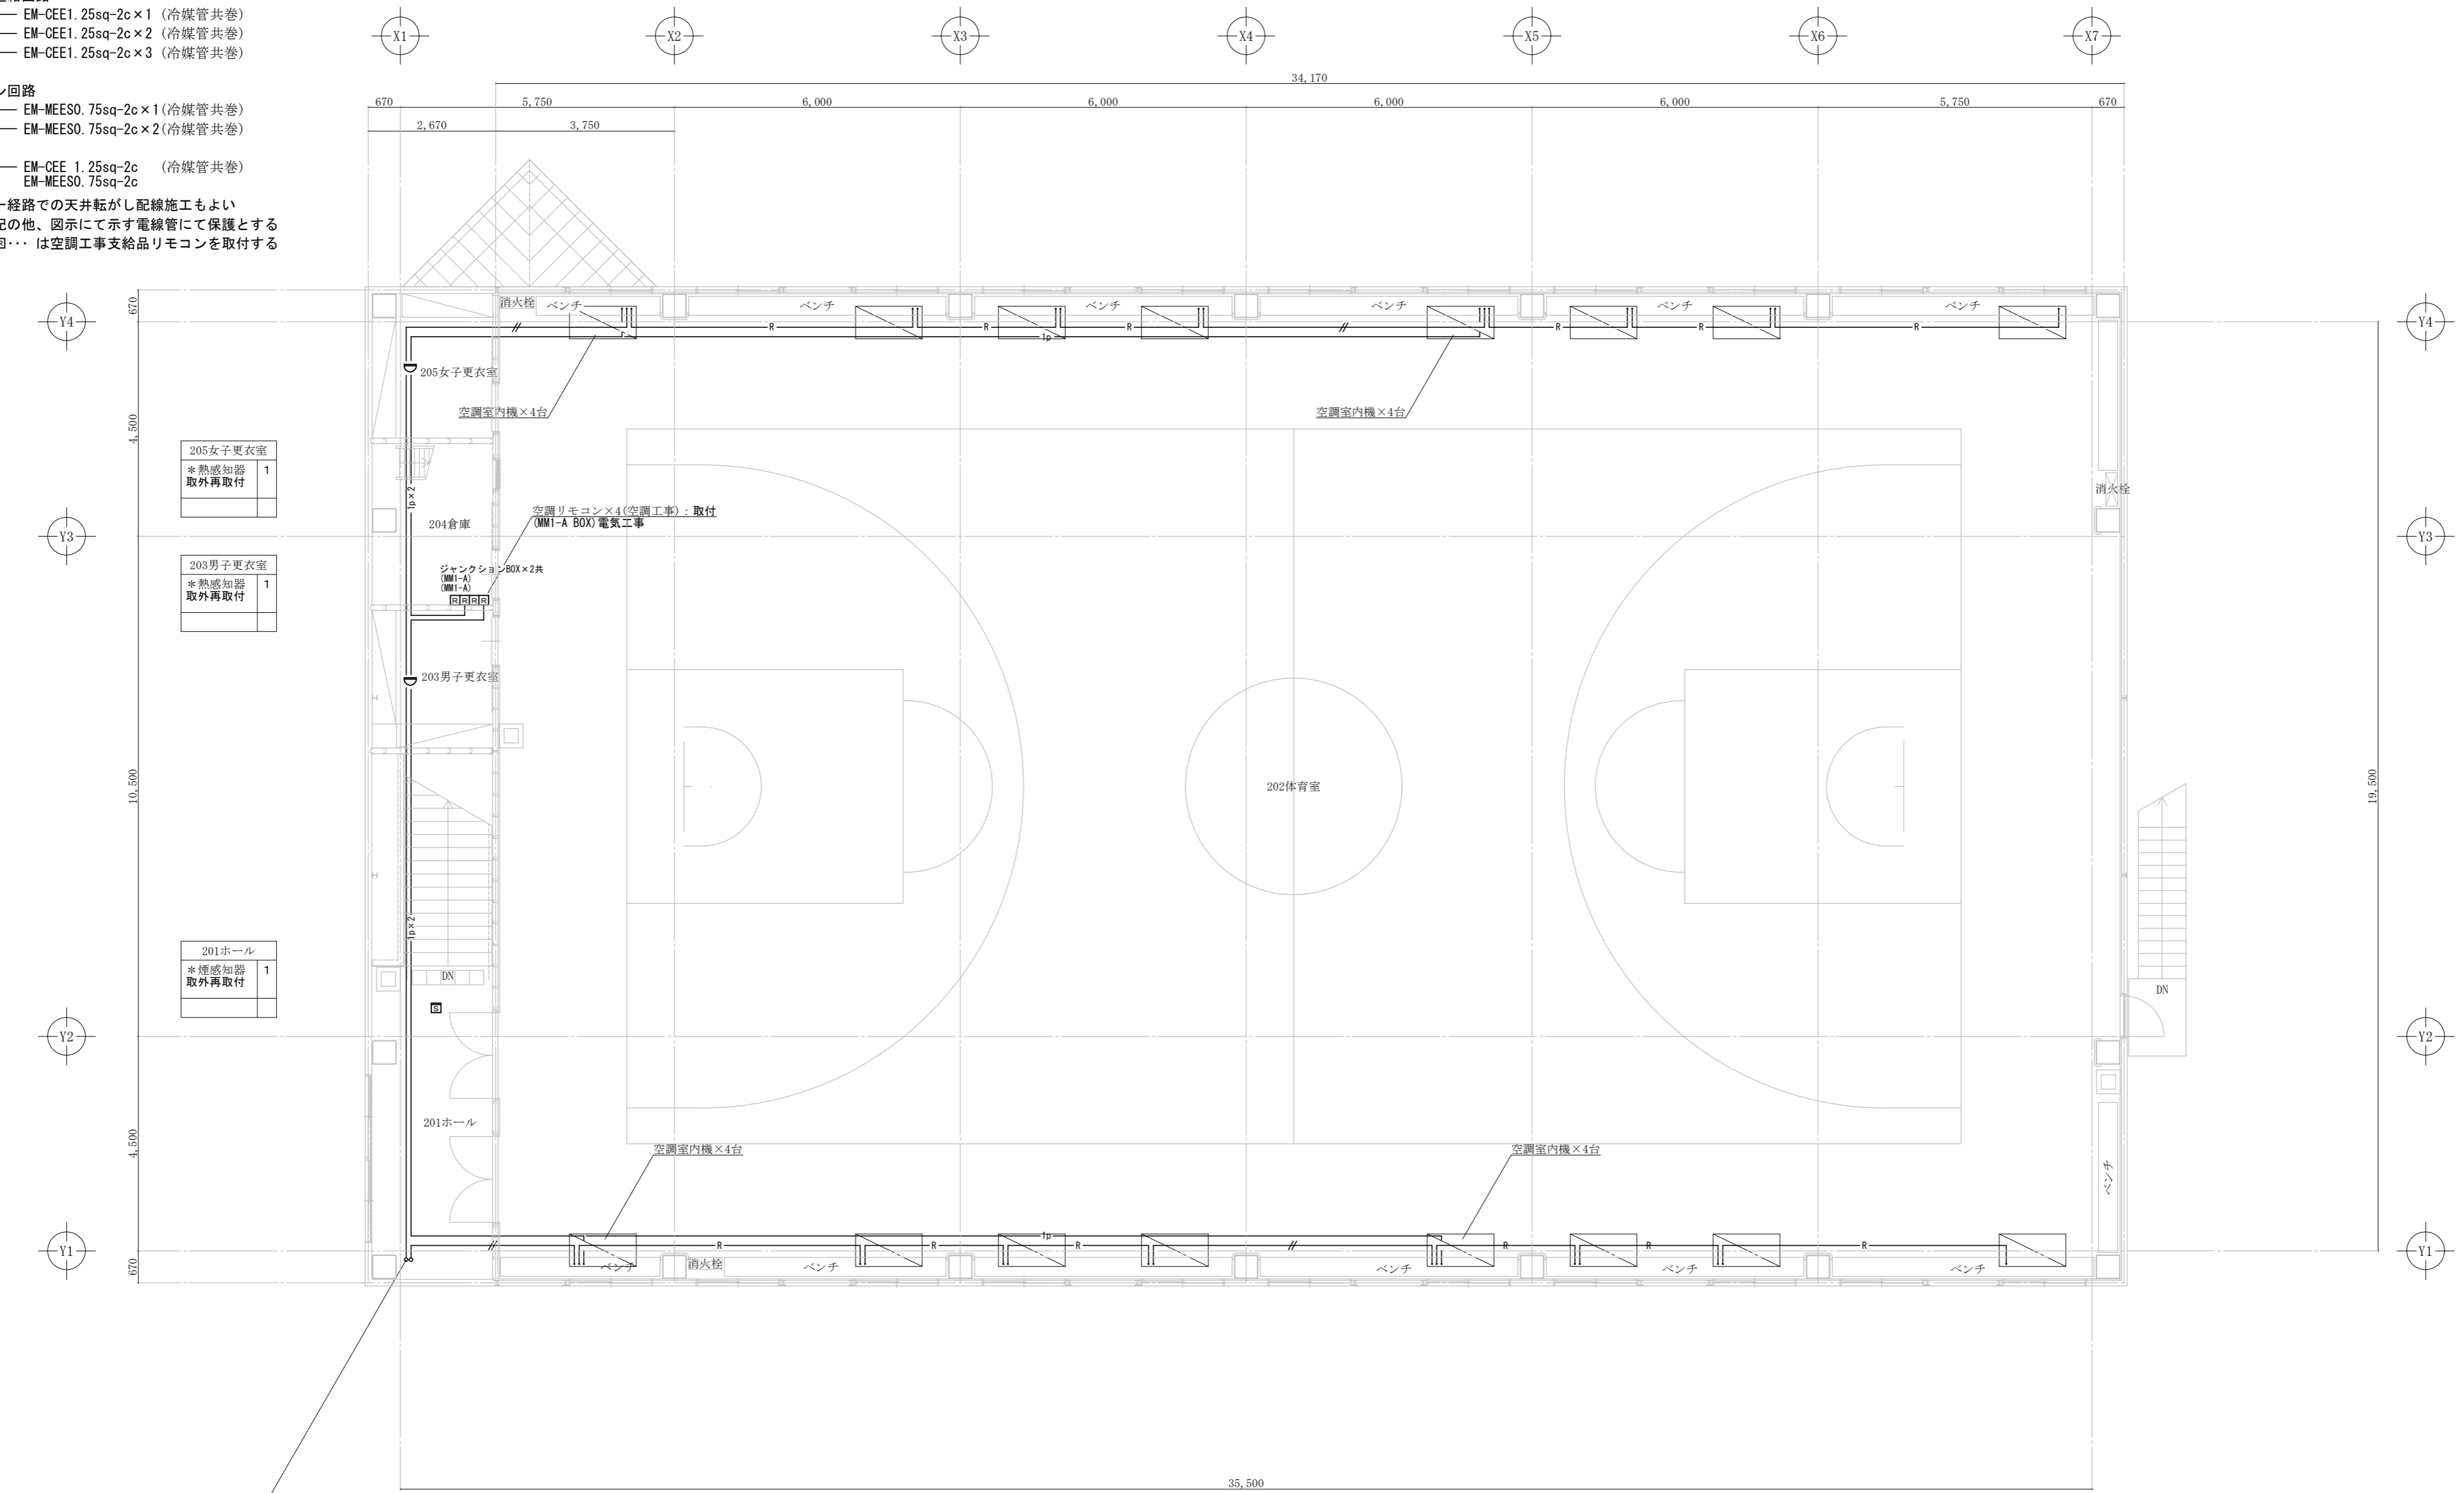 EM-CEE1.25sq-2c×1（冷媒管共巻）
EM-CEE1.25sq-2c×2（冷媒管共巻）
EM-CEE1.25sq-2c×3（冷媒管共巻）
ン回路
EM-MEES0.75sq-2c×1(冷媒管共巻)
EM-MEES0.75sq-2c×2(冷媒管共巻)
EM-CEE 1.25sq-2c （冷媒管共巻）
EM-MEES0.75sq-2c
経路での天井転がし配線施工もよい
の他、図示にて示す電線管にて保護とする
… は空調工事支給品リモコンを取付する
X1 X2 X3 X4 X5 X6 X7
34,170
670 5,750 6,000 6,000 6,000 6,000 5,750 670
2,670 3,750
670
消火栓 ベンチ ベンチ ベンチ ベンチ ベンチ ベンチ
Y4 Y4
R R R R R R
1p
205女子更衣室
空調室内機×4台 空調室内機×4台
4,500
205女子更衣室
＊熱感知器 1
取外再取付
1p×2
消火栓
空調リモコン×4(空調工事)：取付
(MM1-A BOX)電気工事
204倉庫
Y3 Y3
203男子更衣室
＊熱感知器 1
取外再取付
ジャンクションBOX×2共
(MM1-A)
(MM1-A)
R R R R
203男子更衣室
10,500
202体育室
19,500
1p×2
201ホール
＊煙感知器 1
取外再取付
DN
DN
S
Y2 Y2
201ホール
4,500
空調室内機×4台 空調室内機×4台
ベンチ
1p
R R R R R R
Y1 Y1
670
ベンチ 消火栓 ベンチ ベンチ ベンチ ベンチ
35,500